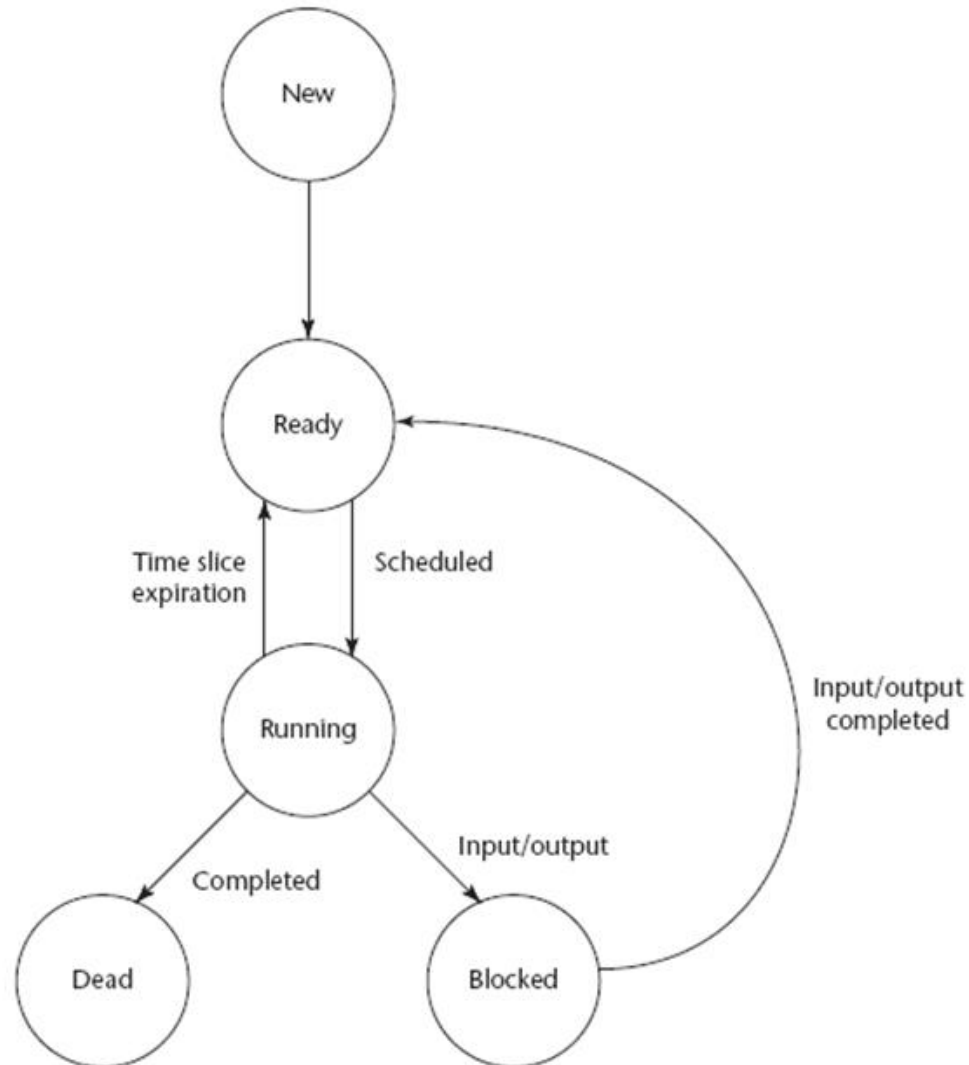 New
Ready
Time slice
expiration
Scheduled
Running
Input/output
completed
Completed
Input/output
Dead
Blocked